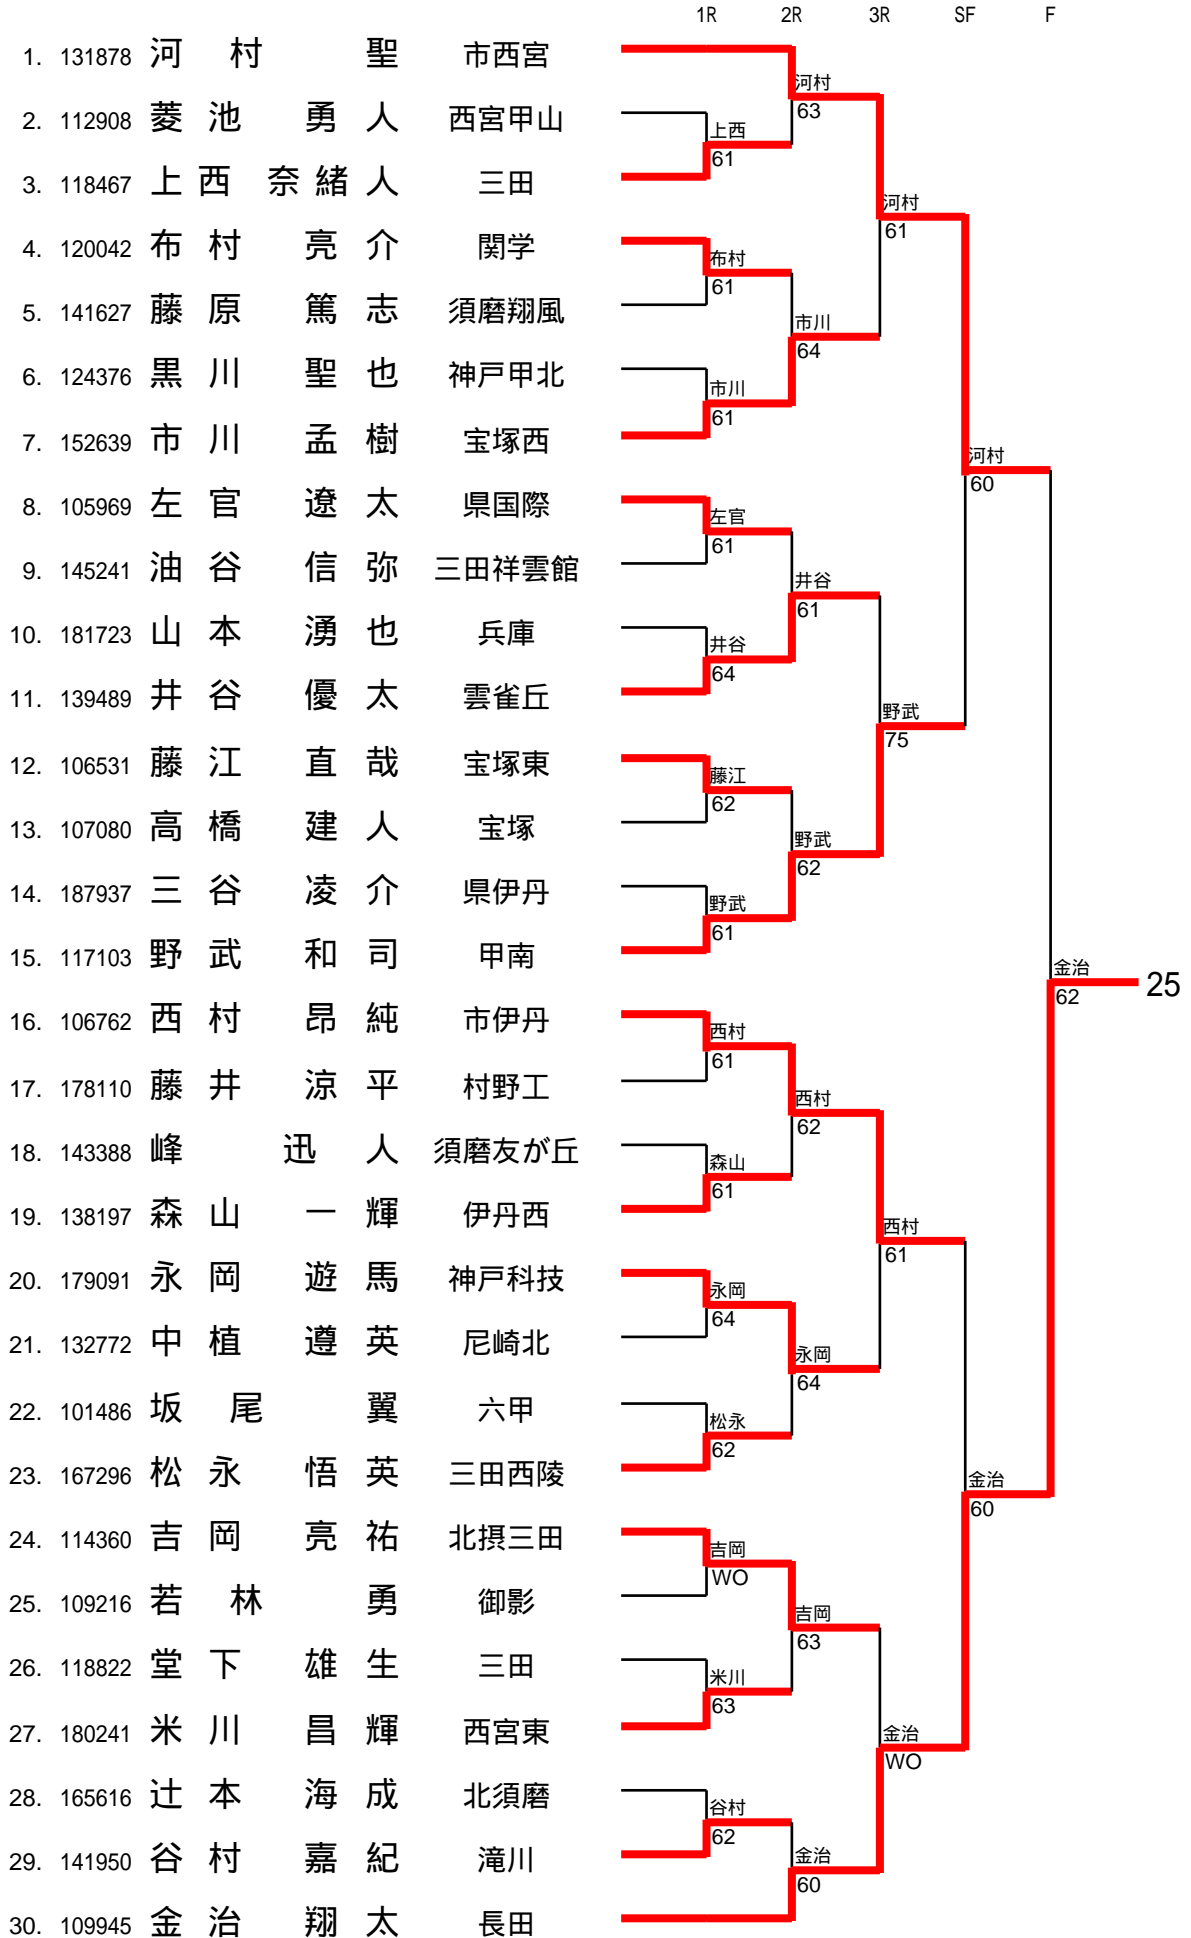 1R 2R 3R SF F
1. 131878 河村 聖 市西宮
河村
63
2. 112908 菱池 勇人 西宮甲山
上西
61
3. 118467 上西 奈緒人 三田
河村
61
4. 120042 布村 亮介 関学
布村
61
5. 141627 藤原 篤志 須磨翔風
市川
64
6. 124376 黒川 聖也 神戸甲北
市川
61
7. 152639 市川 孟樹 宝塚西
河村
60
8. 105969 左官 遼太 県国際
左官
61
9. 145241 油谷 信弥 三田祥雲館
井谷
61
10. 181723 山本 湧也 兵庫
井谷
64
11. 139489 井谷 優太 雲雀丘
野武
75
12. 106531 藤江 直哉 宝塚東
藤江
62
13. 107080 高橋 建人 宝塚
野武
62
14. 187937 三谷 凌介 県伊丹
野武
61
15. 117103 野武 和司 甲南
金治
62
25
16. 106762 西村 昂純 市伊丹
西村
61
17. 178110 藤井 涼平 村野工
西村
62
18. 143388 峰 迅人 須磨友が丘
森山
61
19. 138197 森山 一輝 伊丹西
西村
61
20. 179091 永岡 遊馬 神戸科技
永岡
64
21. 132772 中植 遵英 尼崎北
永岡
64
22. 101486 坂尾 翼 六甲
松永
62
23. 167296 松永 悟英 三田西陵
金治
60
24. 114360 吉岡 亮祐 北摂三田
吉岡
WO
25. 109216 若林 勇 御影
吉岡
63
26. 118822 堂下 雄生 三田
米川
63
27. 180241 米川 昌輝 西宮東
金治
WO
28. 165616 辻本 海成 北須磨
谷村
62
29. 141950 谷村 嘉紀 滝川
金治
60
30. 109945 金治 翔太 長田